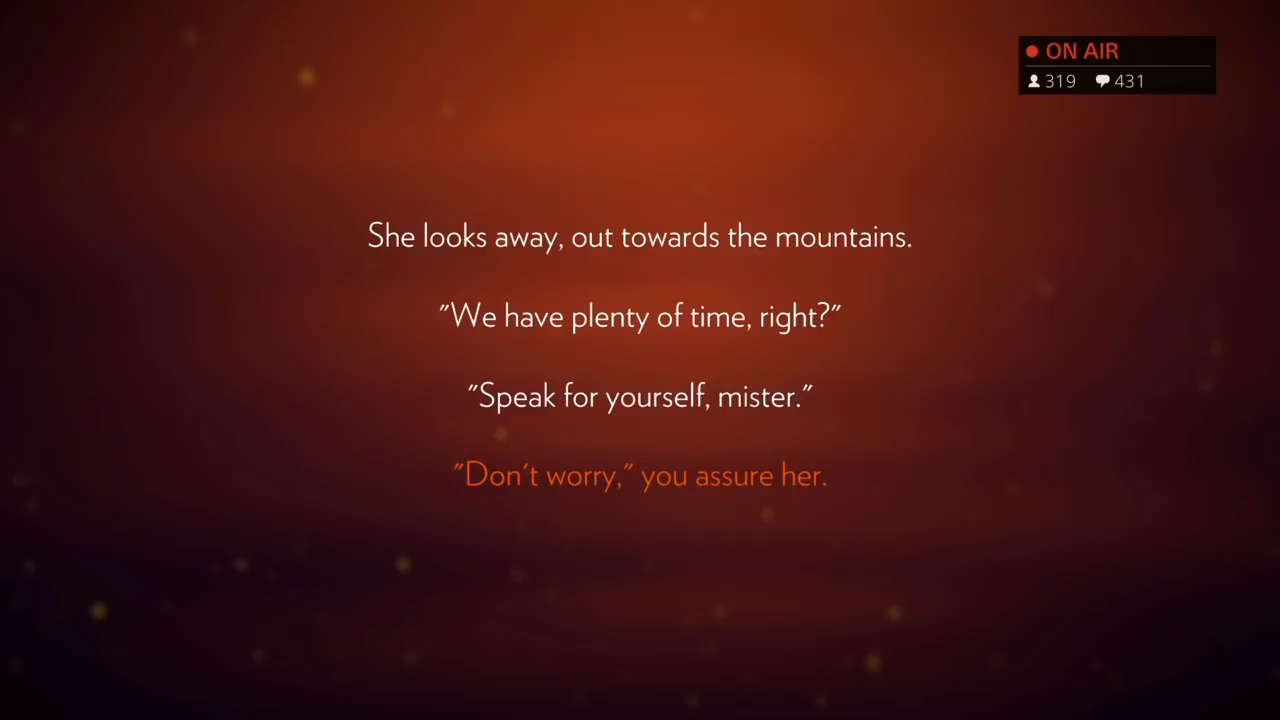 ON AIR
319 431
She looks away, out towards the mountains.
"We have plenty of time, right?"
"Speak for yourself, mister."
"Don't worry," you assure her.